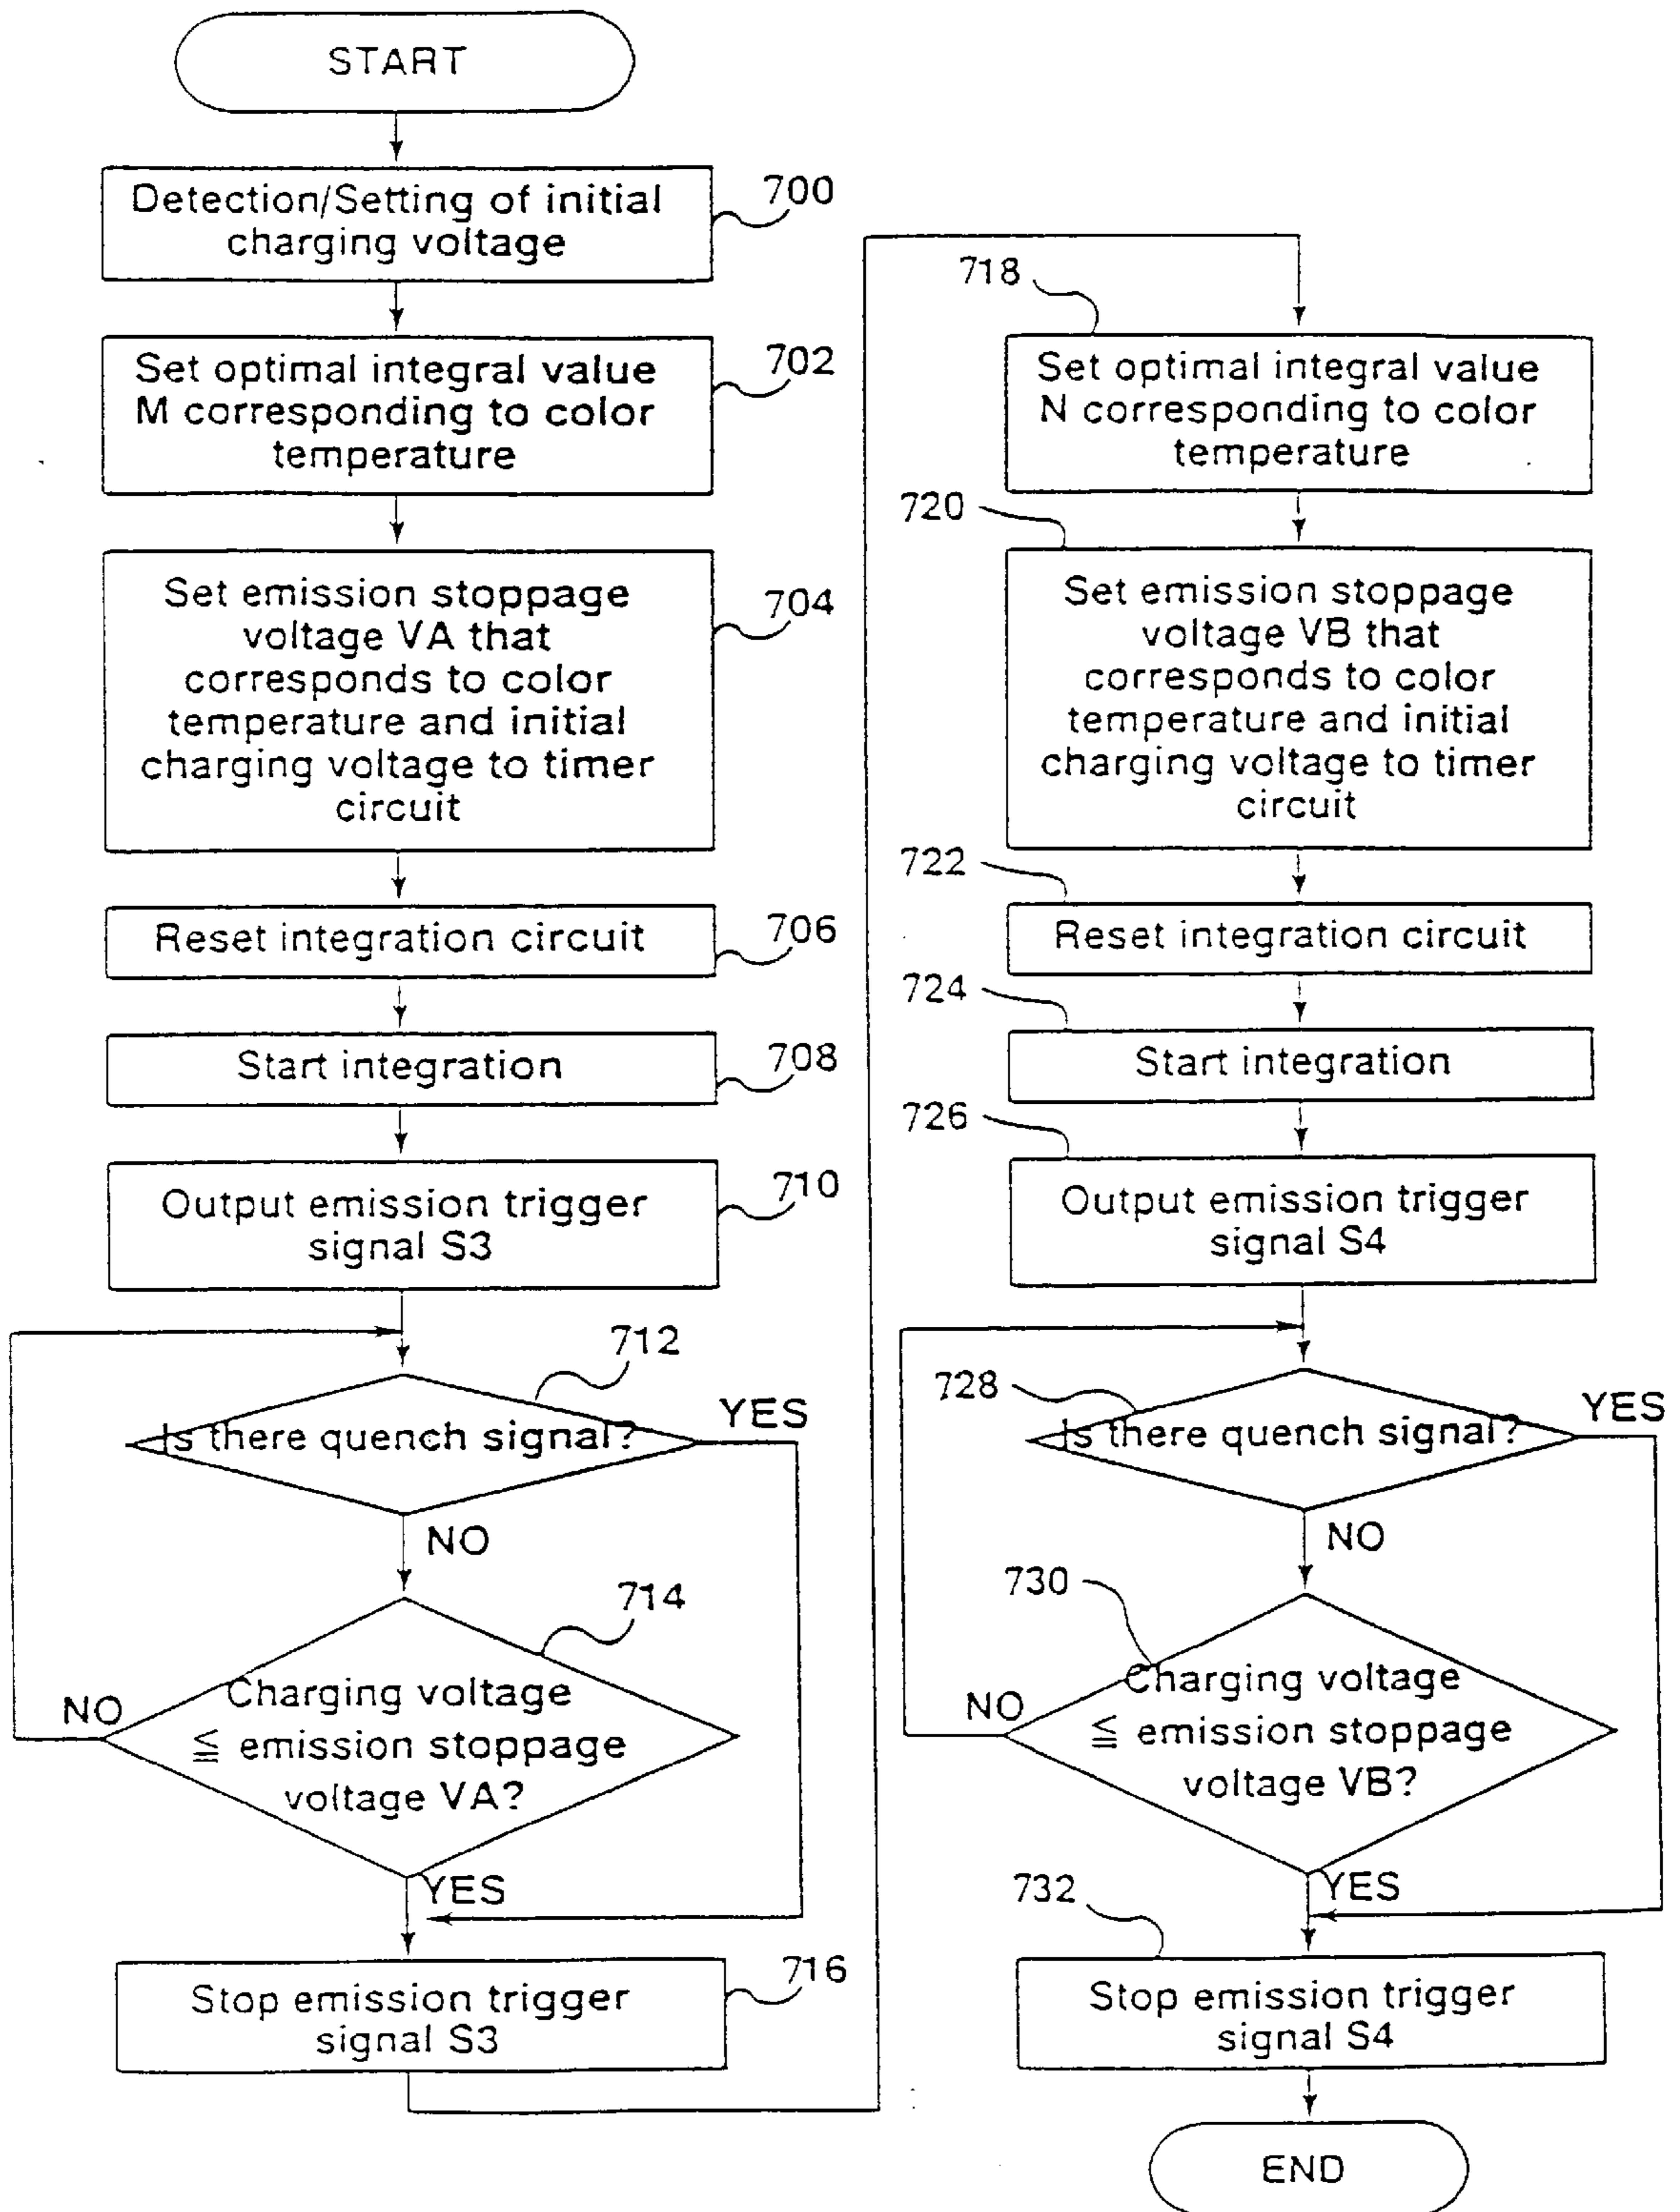 START
Detection/Setting of initial
charging voltage
700
Set optimal integral value
M corresponding to color
temperature
702
Set emission stoppage
voltage VA that
corresponds to color
temperature and initial
charging voltage to timer
circuit
704
Reset integration circuit
706
Start integration
708
Output emission trigger
signal S3
710
712
Is there quench signal?
YES
NO
714
Charging voltage
≦ emission stoppage
voltage VA?
NO
YES
Stop emission trigger
signal S3
716
718
Set optimal integral value
N corresponding to color
temperature
720
Set emission stoppage
voltage VB that
corresponds to color
temperature and initial
charging voltage to timer
circuit
722
Reset integration circuit
724
Start integration
726
Output emission trigger
signal S4
728
Is there quench signal?
YES
NO
730
Charging voltage
≦ emission stoppage
voltage VB?
NO
YES
732
Stop emission trigger
signal S4
END